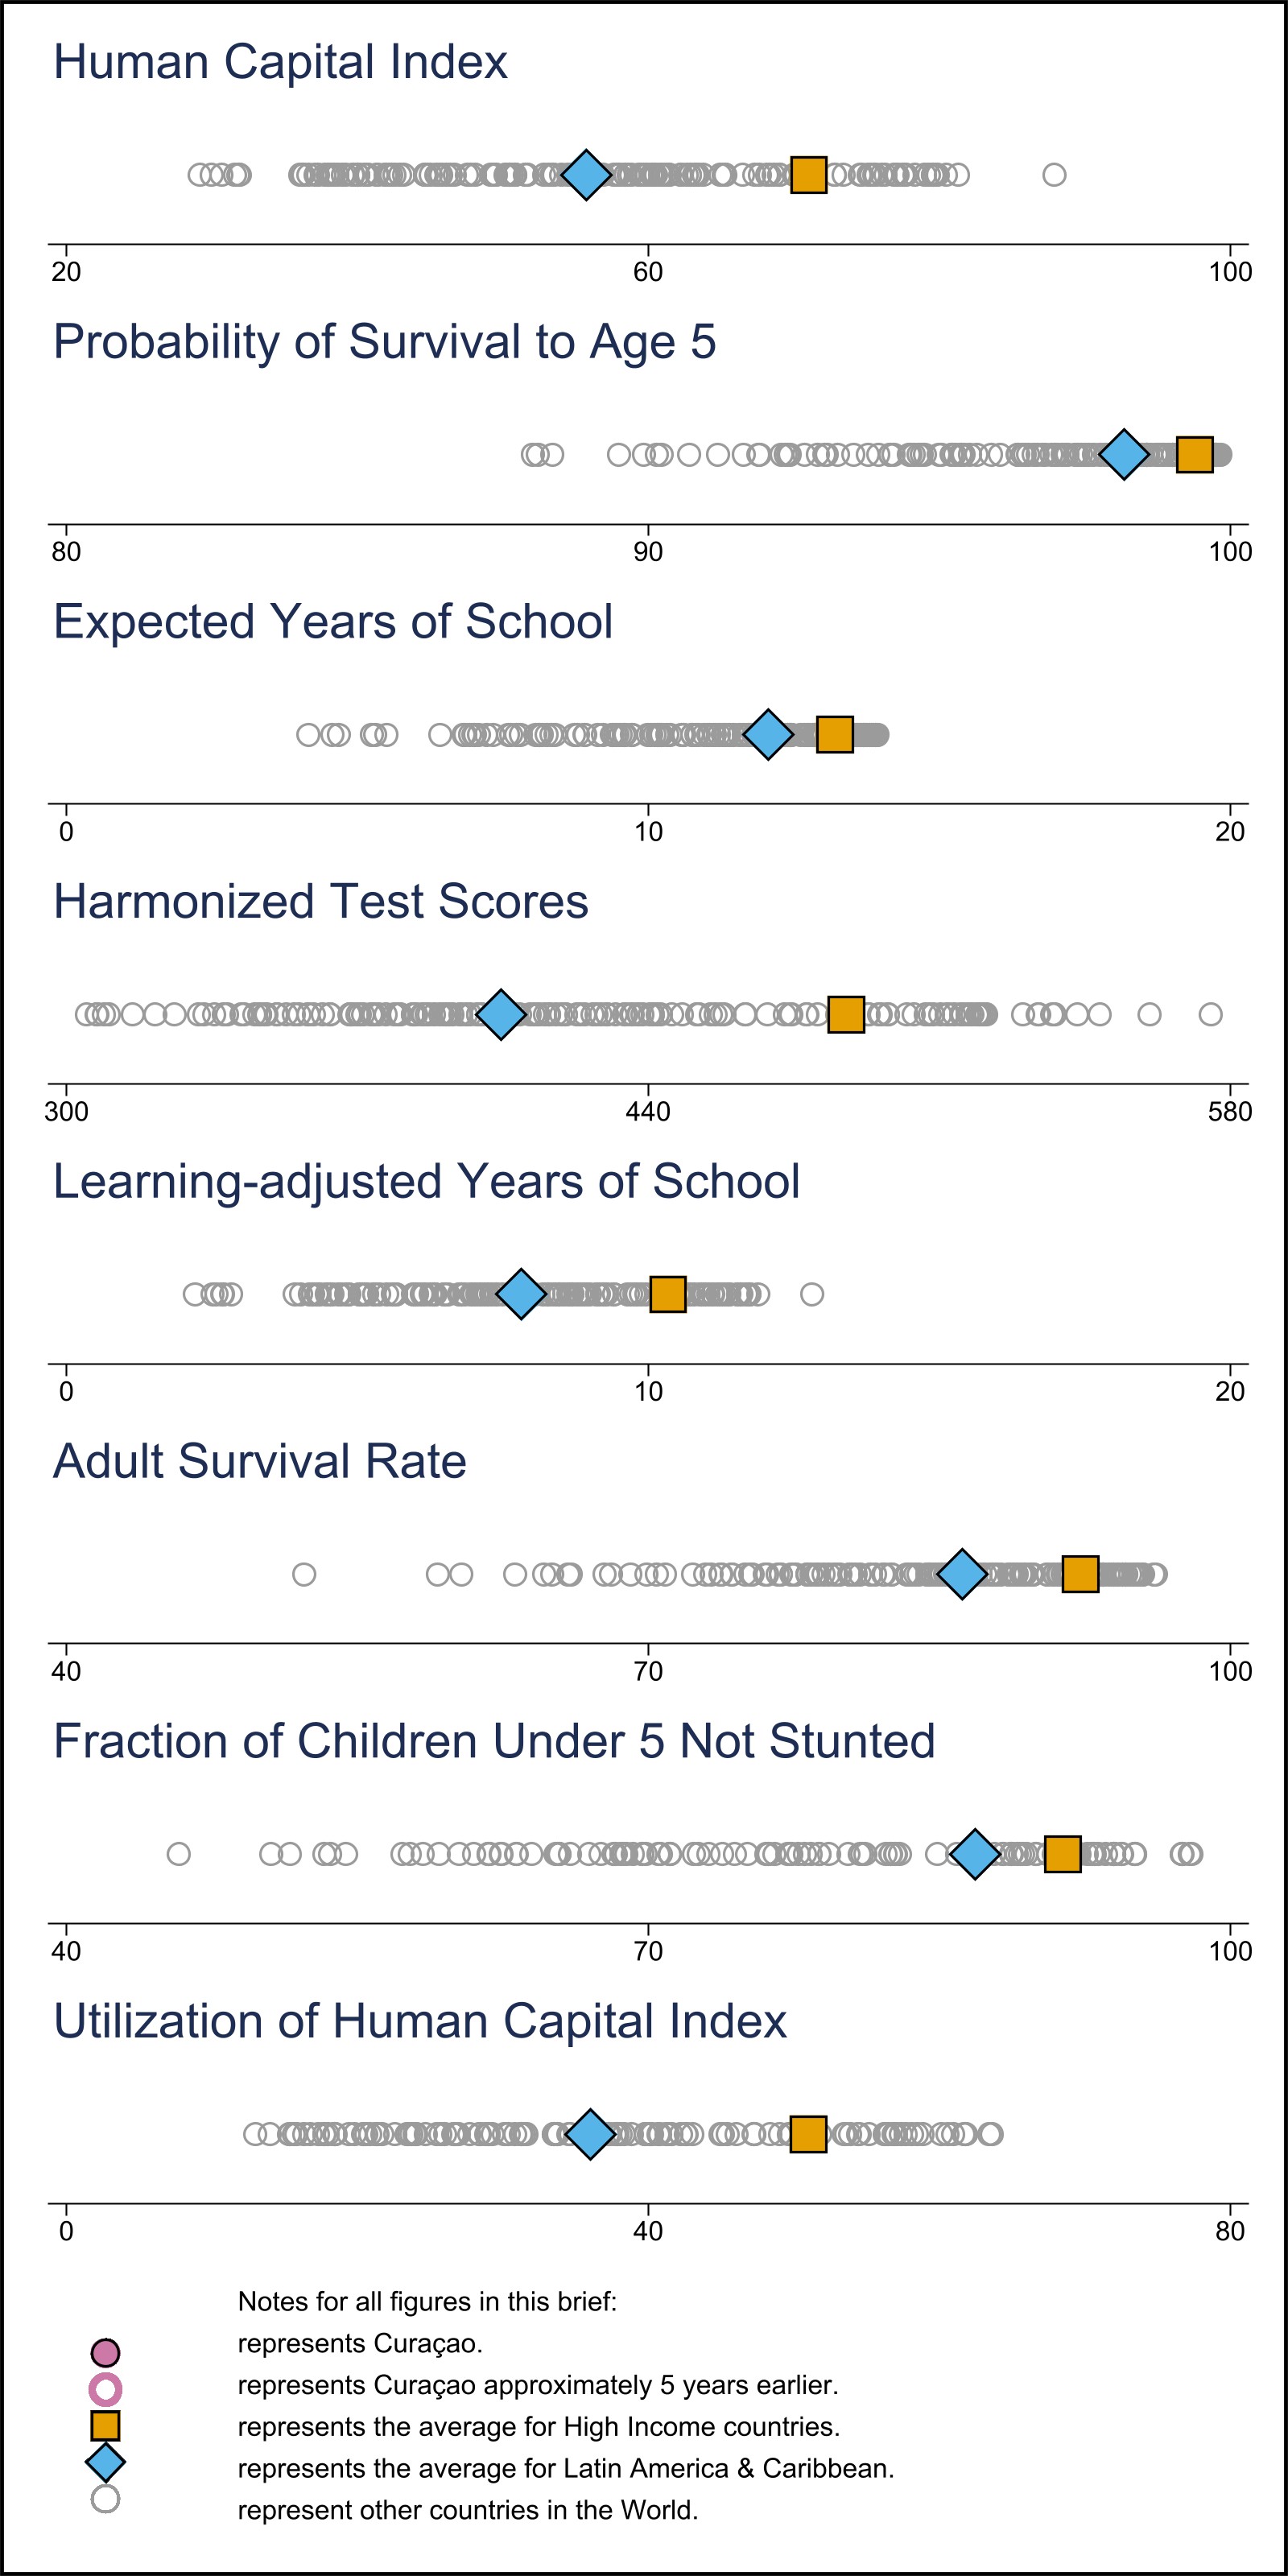 Human Capital Index
20 60 100
Probability of Survival to Age 5
80 90 100
Expected Years of School
0 10 20
Harmonized Test Scores
300 440 580
Learning-adjusted Years of School
0 10 20
Adult Survival Rate
40 70 100
Fraction of Children Under 5 Not Stunted
40 70 100
Utilization of Human Capital Index
0 40 80
Notes for all figures in this brief:
represents Curaçao.
represents Curaçao approximately 5 years earlier.
represents the average for High Income countries.
represents the average for Latin America & Caribbean.
represent other countries in the World.